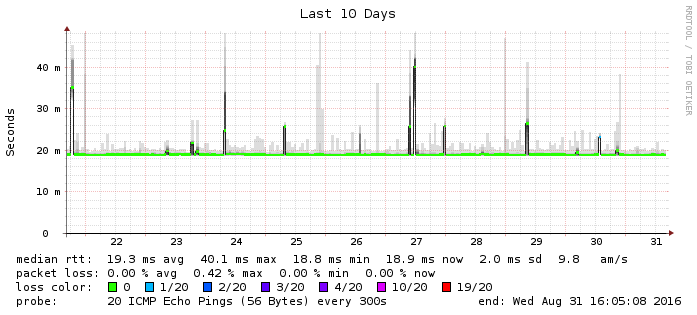 Last 10 Days
RRDTOOL / TOBI OETIKER
Seconds
40 m
30 m
20 m
10 m
0
22 23 24 25 26 27 28 29 30 31
median rtt: 19.3 ms avg 40.1 ms max 18.8 ms min 18.9 ms now 2.0 ms sd 9.8 am/s
packet loss: 0.00 % avg 0.42 % max 0.00 % min 0.00 % now
loss color: 0 1/20 2/20 3/20 4/20 10/20 19/20
probe: 20 ICMP Echo Pings (56 Bytes) every 300s end: Wed Aug 31 16:05:08 2016